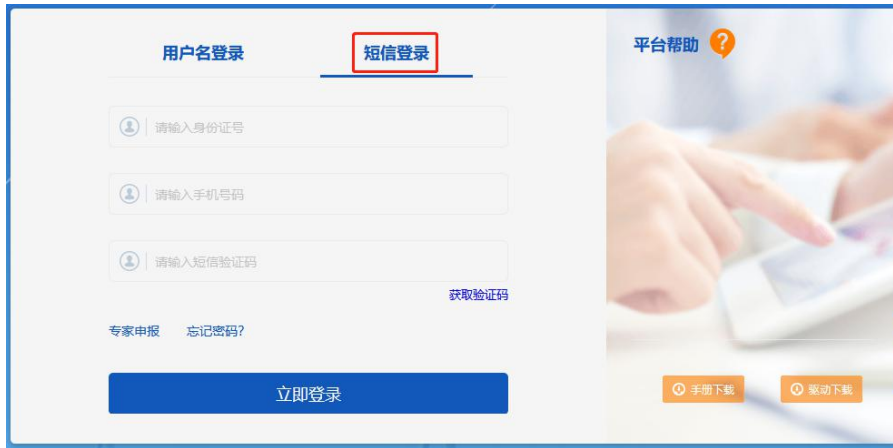 用户名登录
短信登录
平台帮助 ?
请输入身份证号
请输入手机号码
请输入短信验证码
获取验证码
专家申报 忘记密码?
立即登录
手册下载
驱动下载